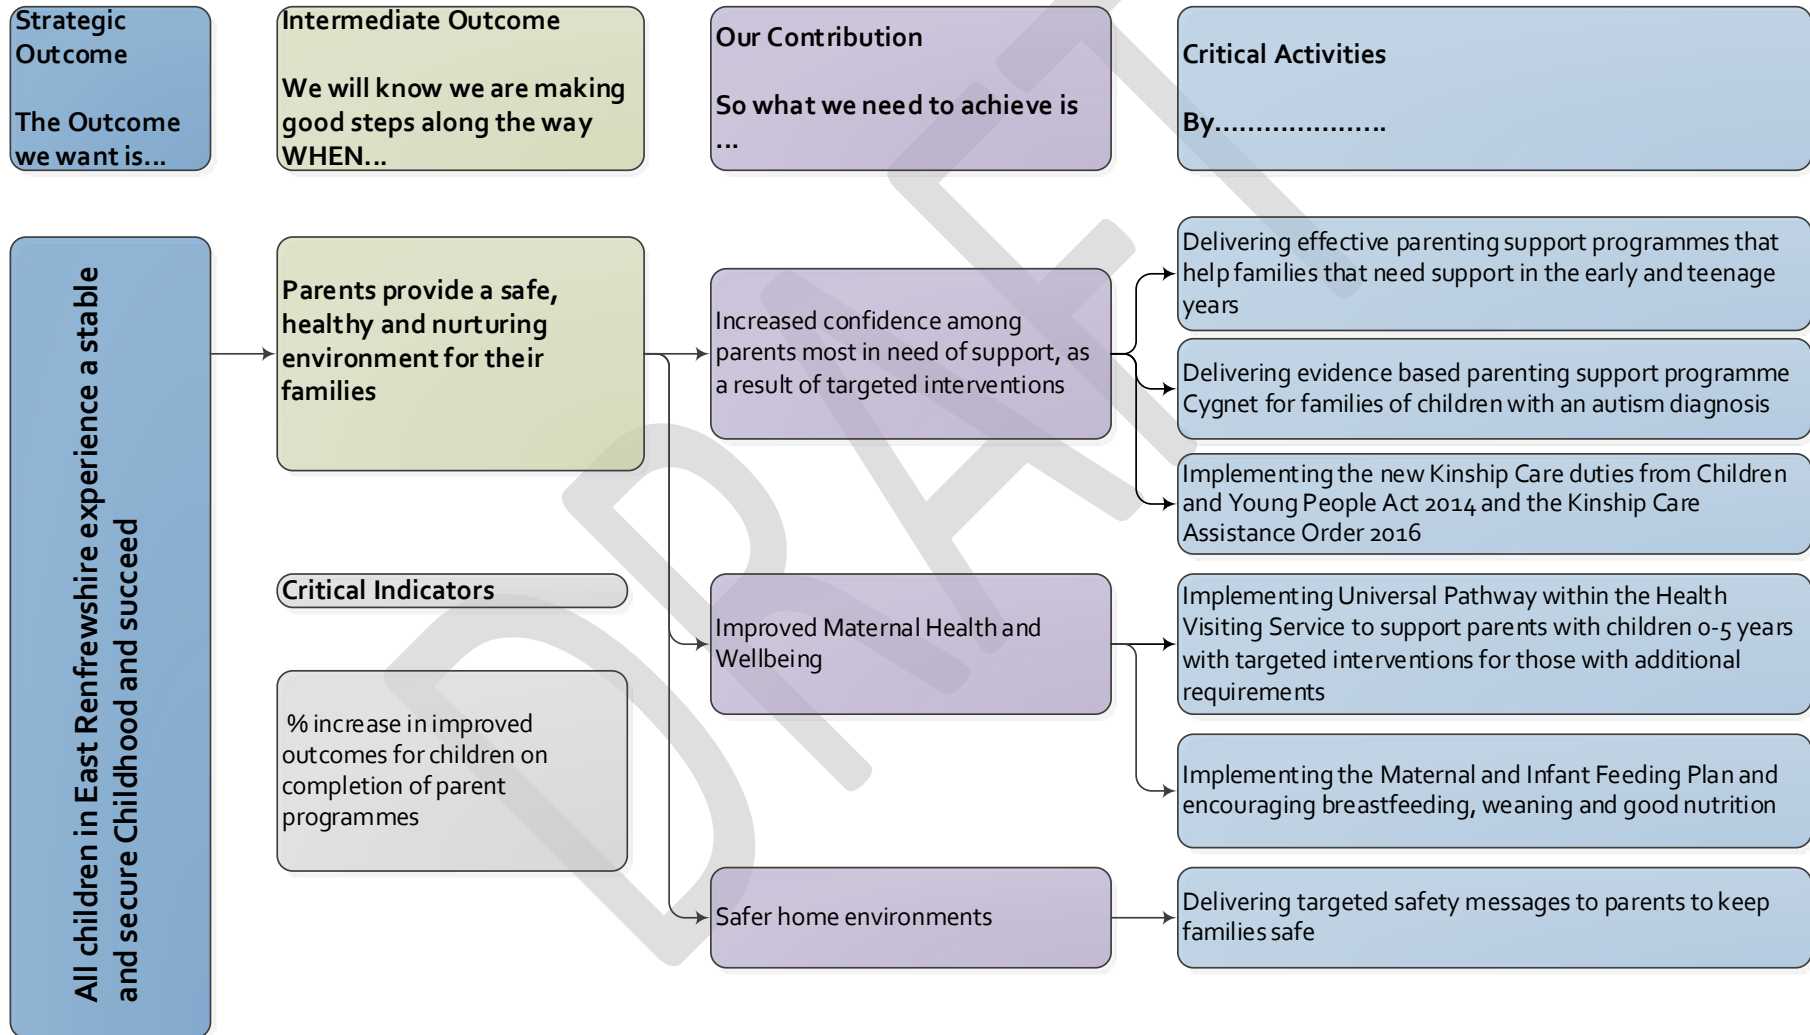 Strategic
Outcome
The Outcome
we want is...
Intermediate Outcome
We will know we are making
good steps along the way
WHEN...
Our Contribution
So what we need to achieve is
...
Critical Activities
By.....................
All children in East Renfrewshire experience a stable
and secure Childhood and succeed
Parents provide a safe,
healthy and nurturing
environment for their
families
Critical Indicators
% increase in improved
outcomes for children on
completion of parent
programmes
Increased confidence among
parents most in need of support, as
a result of targeted interventions
Improved Maternal Health and
Wellbeing
Safer home environments
Delivering effective parenting support programmes that
help families that need support in the early and teenage
years
Delivering evidence based parenting support programme
Cygnet for families of children with an autism diagnosis
Implementing the new Kinship Care duties from Children
and Young People Act 2014 and the Kinship Care
Assistance Order 2016
Implementing Universal Pathway within the Health
Visiting Service to support parents with children 0-5 years
with targeted interventions for those with additional
requirements
Implementing the Maternal and Infant Feeding Plan and
encouraging breastfeeding, weaning and good nutrition
Delivering targeted safety messages to parents to keep
families safe
DRAFT